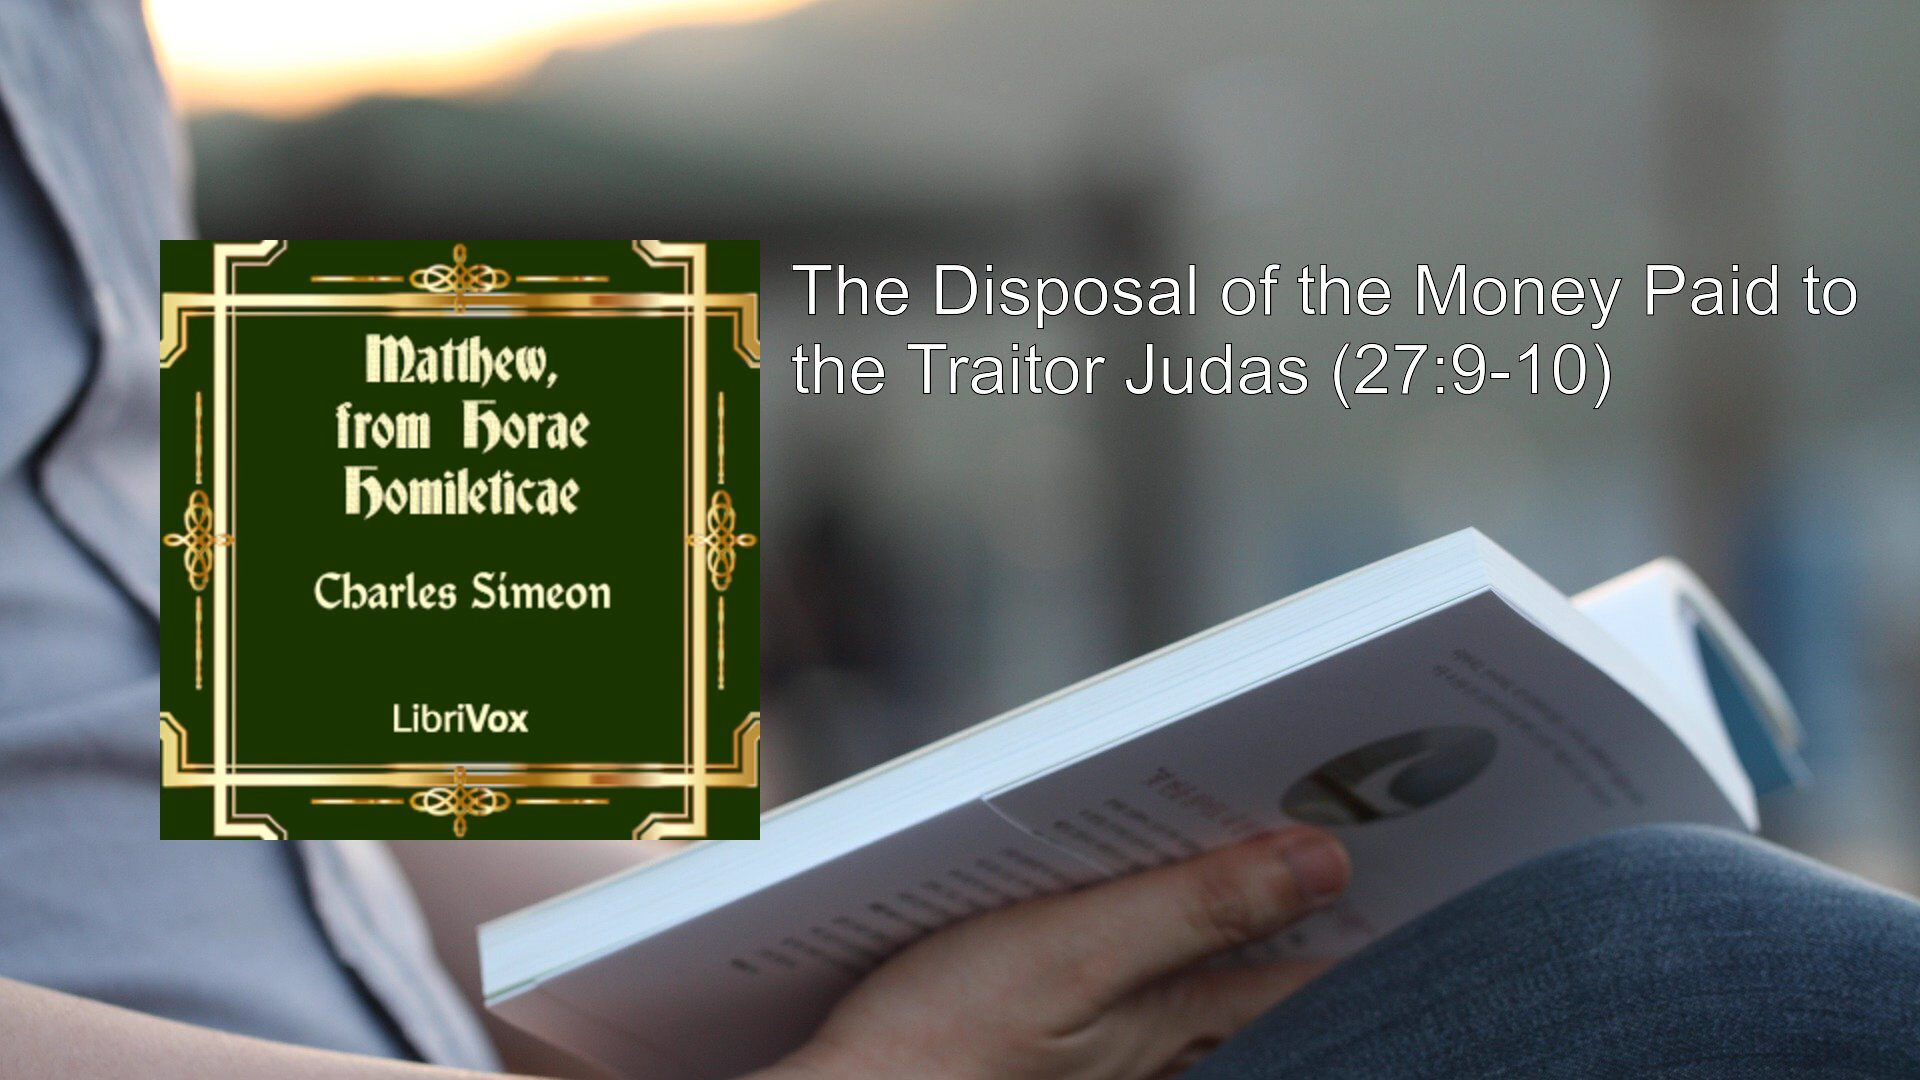 Matthew,
from Horae
Homileticae
Charles Simeon
LibriVox
The Disposal of the Money Paid to
the Traitor Judas (27:9-10)